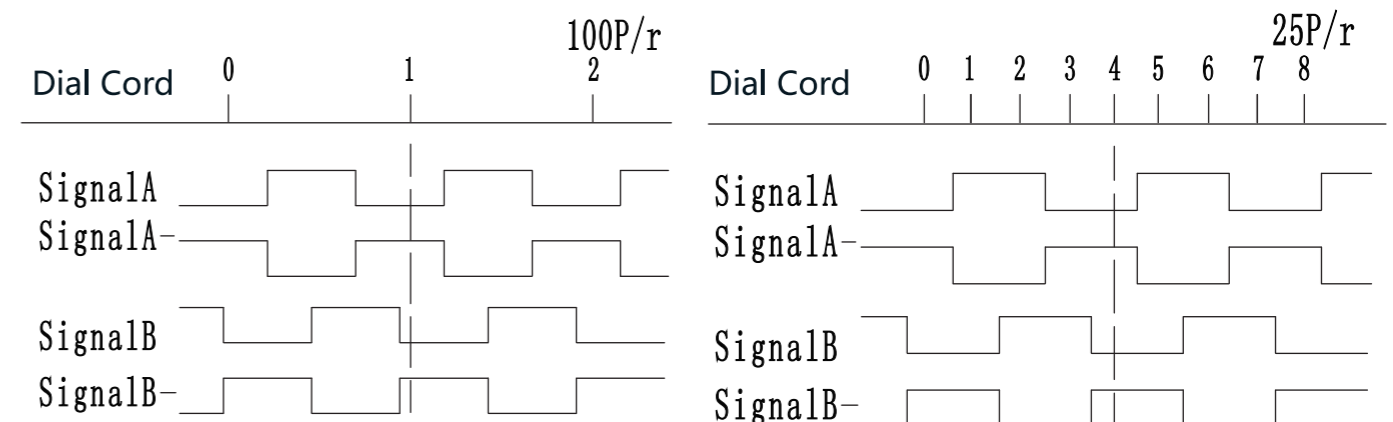 100P/r
Dial Cord 0 1 2
SignalA
SignalA-
SignalB
SignalB-
25P/r
Dial Cord 0 1 2 3 4 5 6 7 8
SignalA
SignalA-
SignalB
SignalB-